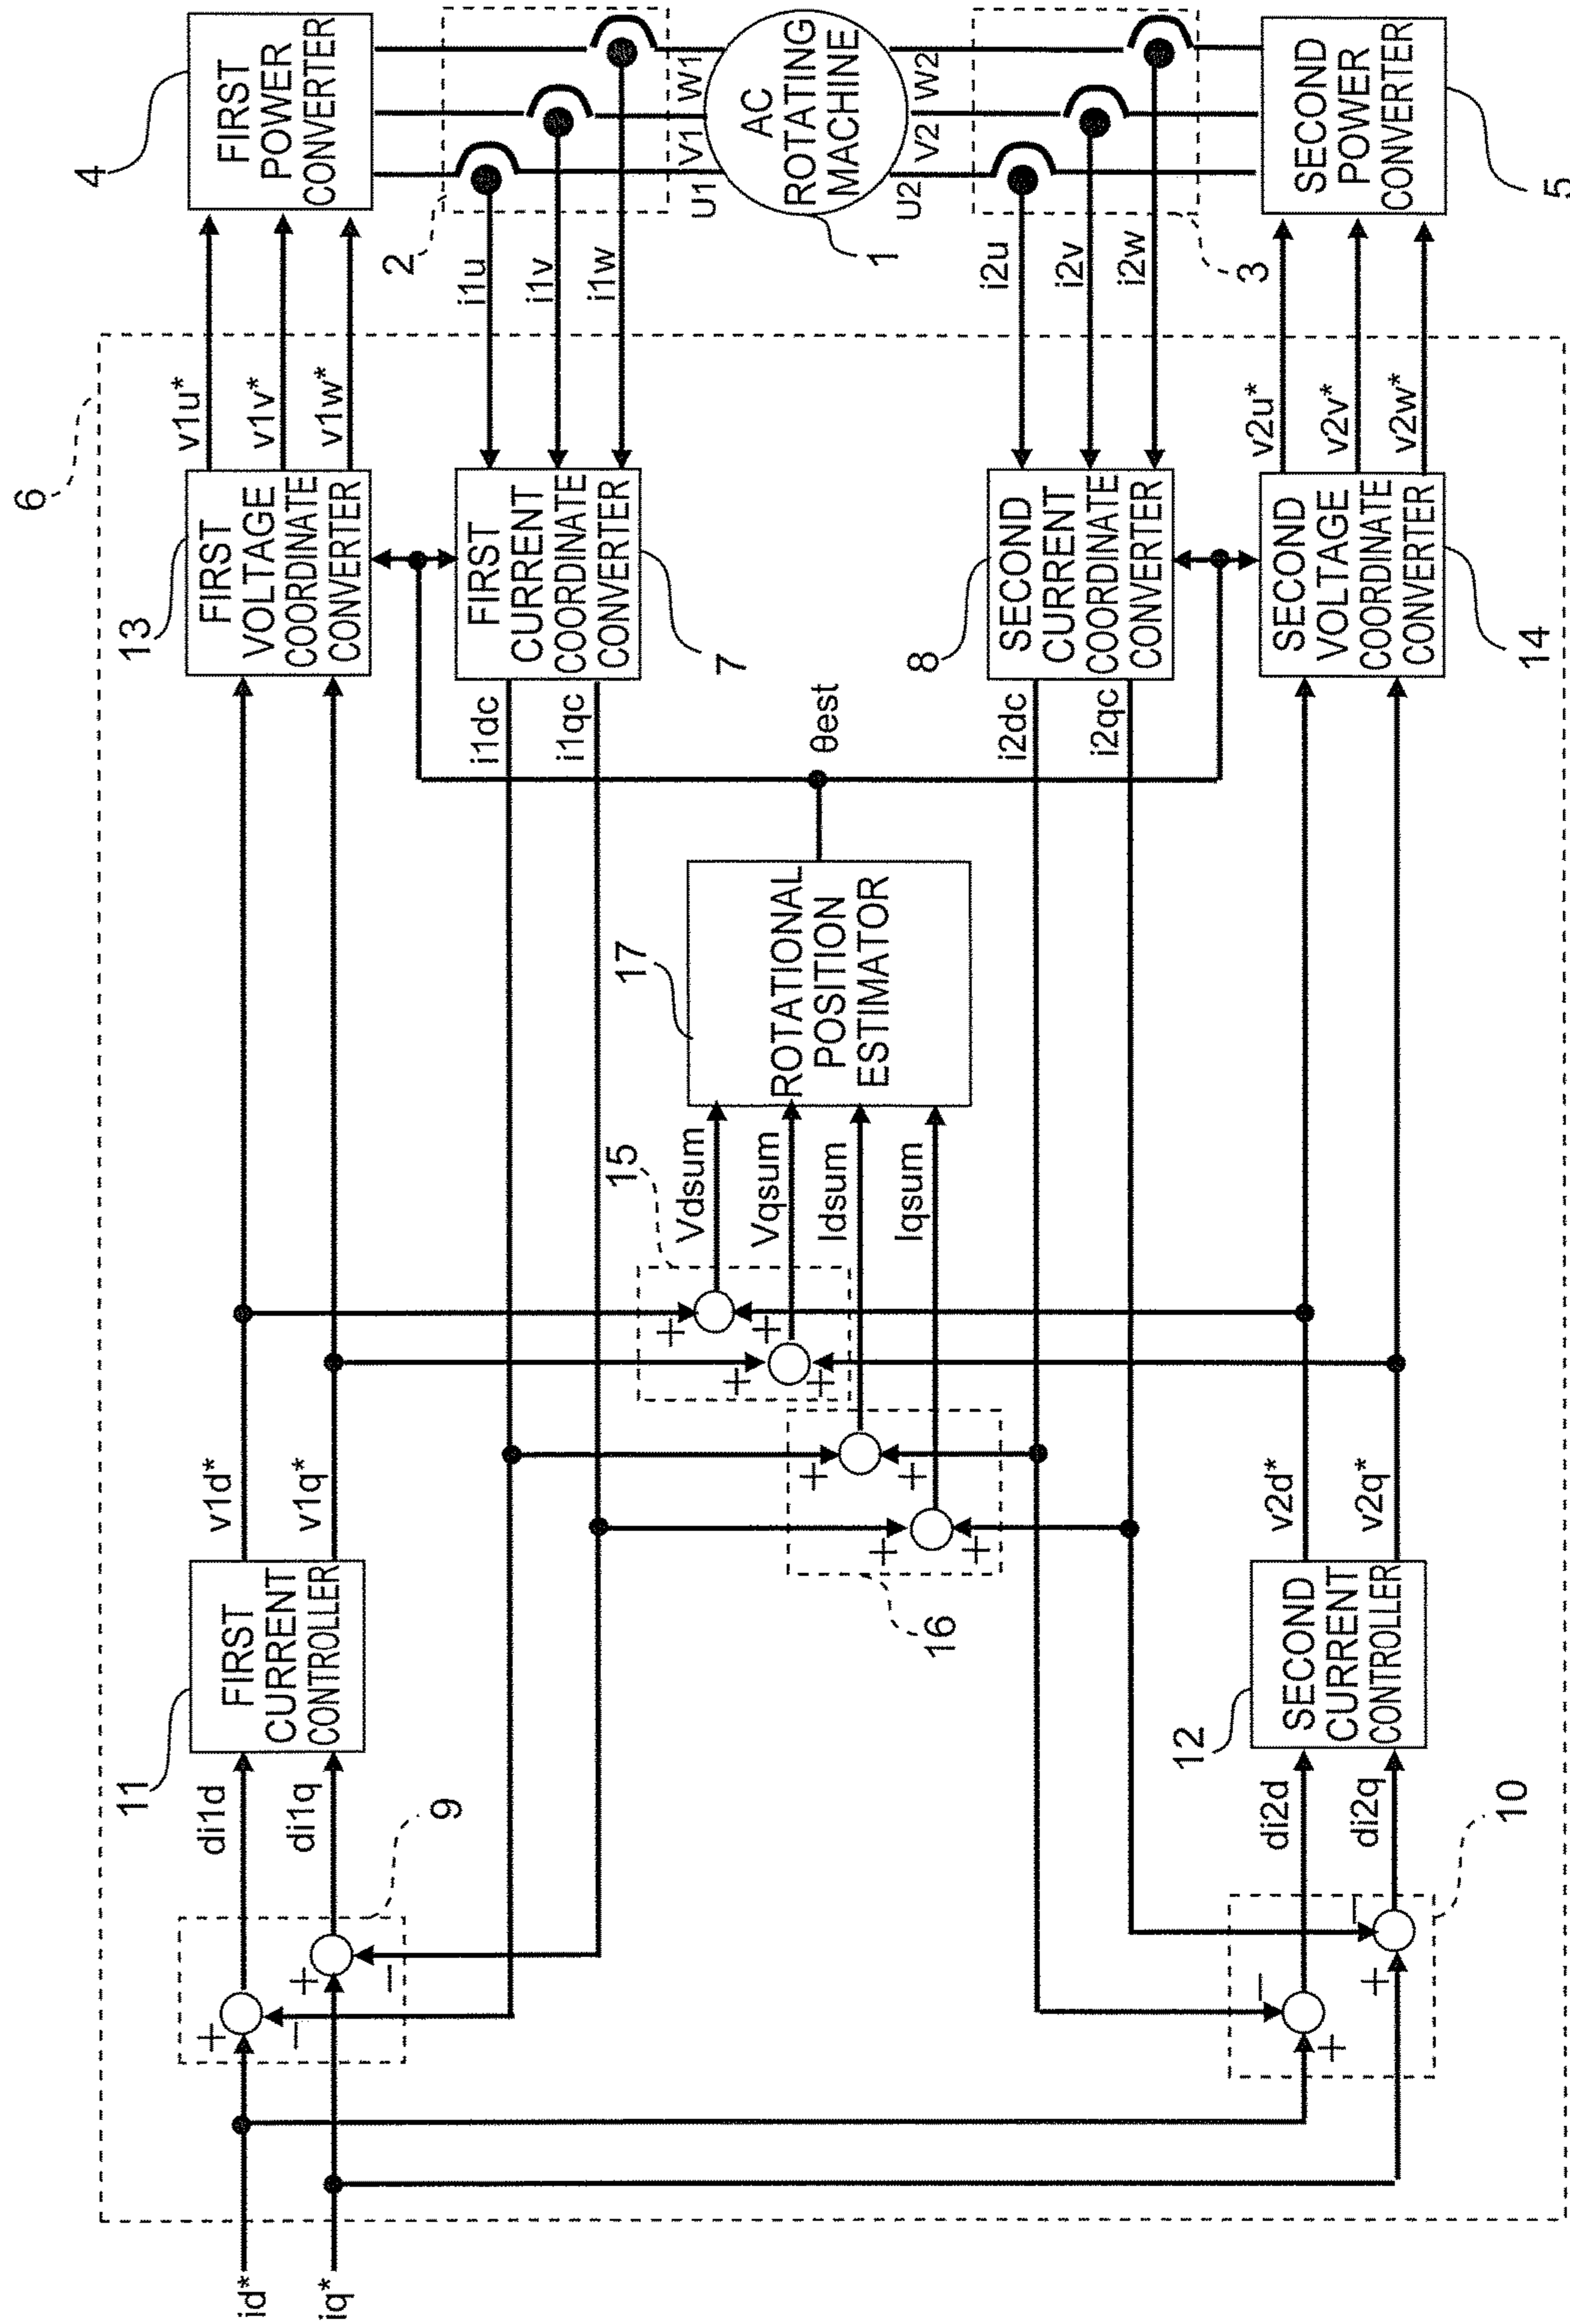 6
id*
iq*
9
di1d
di1q
11
FIRST
CURRENT
CONTROLLER
v1d*
v1q*
13
FIRST
VOLTAGE
COORDINATE
CONVERTER
v1u*
v1v*
v1w*
4
FIRST
POWER
CONVERTER
i1dc
i1qc
7
FIRST
CURRENT
COORDINATE
CONVERTER
i1u
i1v
i1w
2
U1
V1
W1
+
−
+
−
15
+
+
+
+
16
+
+
+
+
Vdsum
Vqsum
Idsum
Iqsum
17
ROTATIONAL
POSITION
ESTIMATOR
θest
1
AC
ROTATING
MACHINE
U2
V2
W2
i2dc
i2qc
8
SECOND
CURRENT
COORDINATE
CONVERTER
i2u
i2v
i2w
3
−
+
−
+
10
di2d
di2q
12
SECOND
CURRENT
CONTROLLER
v2d*
v2q*
14
SECOND
VOLTAGE
COORDINATE
CONVERTER
v2u*
v2v*
v2w*
5
SECOND
POWER
CONVERTER